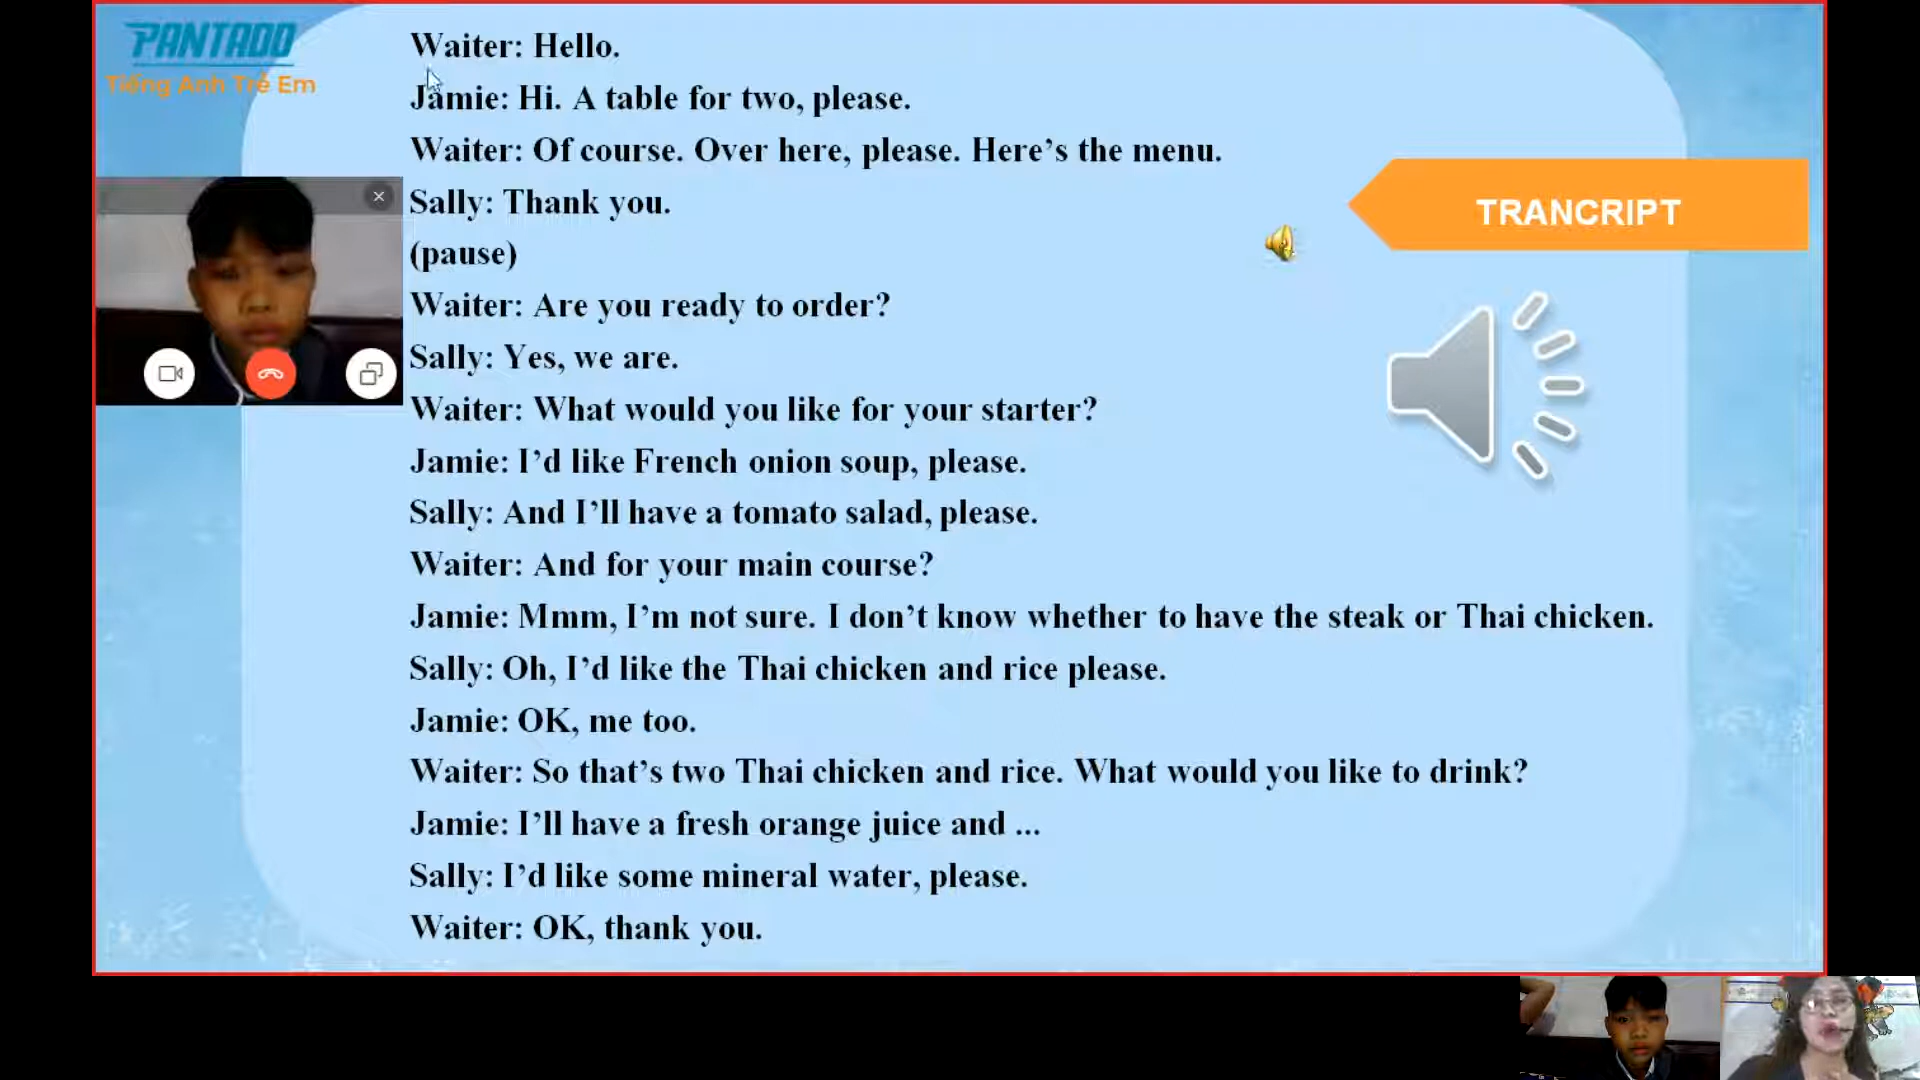 PANTADO
Tiếng Anh Trẻ Em
Waiter: Hello.
Jamie: Hi. A table for two, please.
Waiter: Of course. Over here, please. Here’s the menu.
Sally: Thank you.
(pause)
Waiter: Are you ready to order?
Sally: Yes, we are.
Waiter: What would you like for your starter?
Jamie: I’d like French onion soup, please.
Sally: And I’ll have a tomato salad, please.
Waiter: And for your main course?
Jamie: Mmm, I’m not sure. I don’t know whether to have the steak or Thai chicken.
Sally: Oh, I’d like the Thai chicken and rice please.
Jamie: OK, me too.
Waiter: So that’s two Thai chicken and rice. What would you like to drink?
Jamie: I’ll have a fresh orange juice and ...
Sally: I’d like some mineral water, please.
Waiter: OK, thank you.
TRANCRIPT